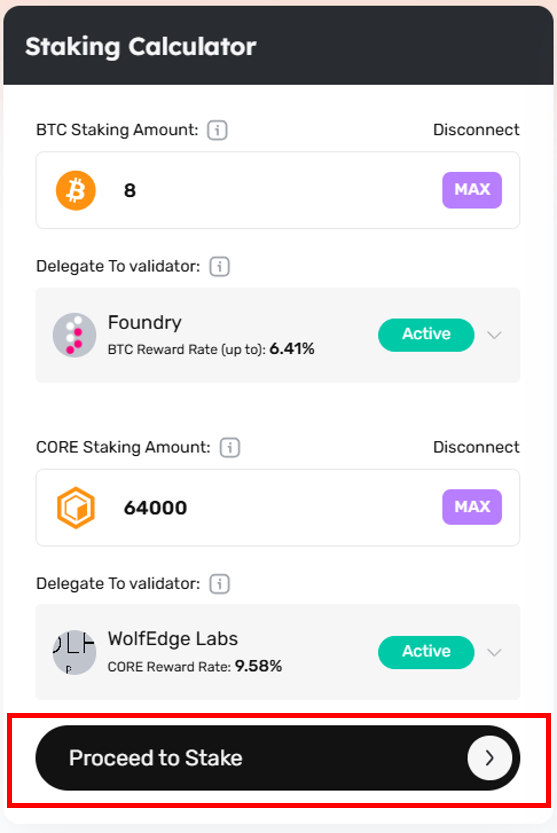 Staking Calculator
BTC Staking Amount: i Disconnect
8 MAX
Delegate To validator: i
Foundry
BTC Reward Rate (up to): 6.41%
Active
CORE Staking Amount: i Disconnect
64000 MAX
Delegate To validator: i
WolfEdge Labs
CORE Reward Rate: 9.58%
Active
Proceed to Stake